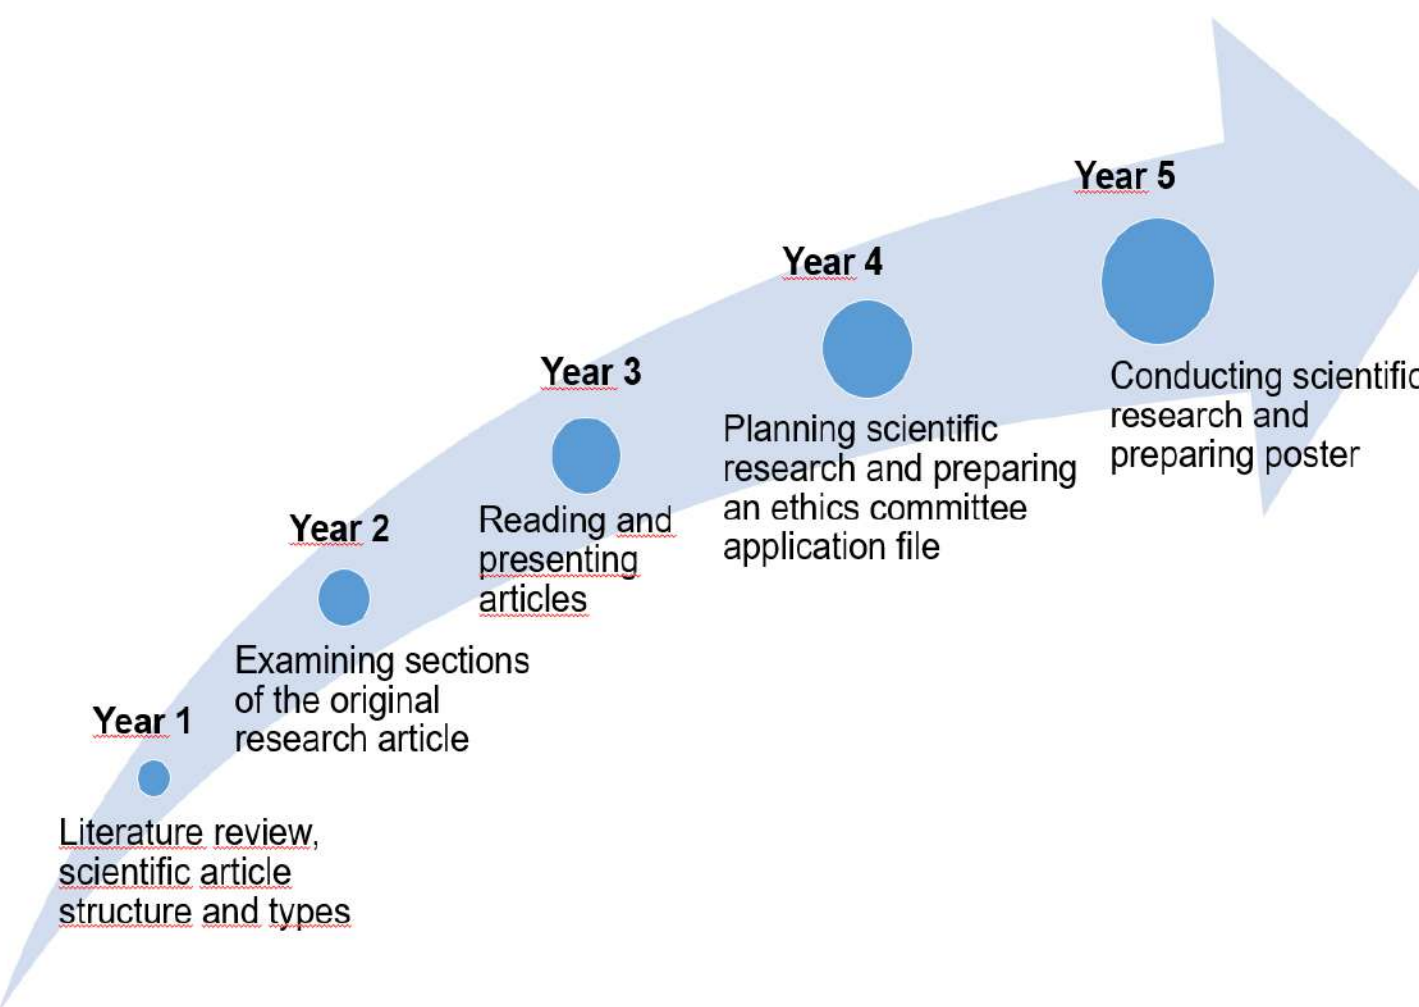 Year 1
Literature review,
scientific article
structure and types
Year 2
Examining sections
of the original
research article
Year 3
Reading and
presenting
articles
Year 4
Planning scientific
research and preparing
an ethics committee
application file
Year 5
Conducting scientific
research and
preparing poster